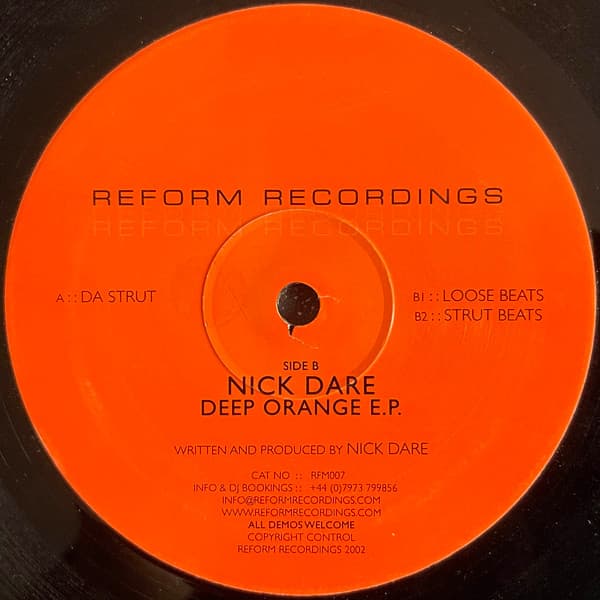 REFORM RECORDINGS
REFORM RECORDINGS
A :: DA STRUT
B1 :: LOOSE BEATS
B2 :: STRUT BEATS
SIDE B
NICK DARE
DEEP ORANGE E.P.
WRITTEN AND PRODUCED BY NICK DARE
CAT NO :: RFM007
INFO & DJ BOOKINGS :: +44 (0)7973 799856
INFO@REFORMRECORDINGS.COM
WWW.REFORMRECORDINGS.COM
ALL DEMOS WELCOME
COPYRIGHT CONTROL
REFORM RECORDINGS 2002